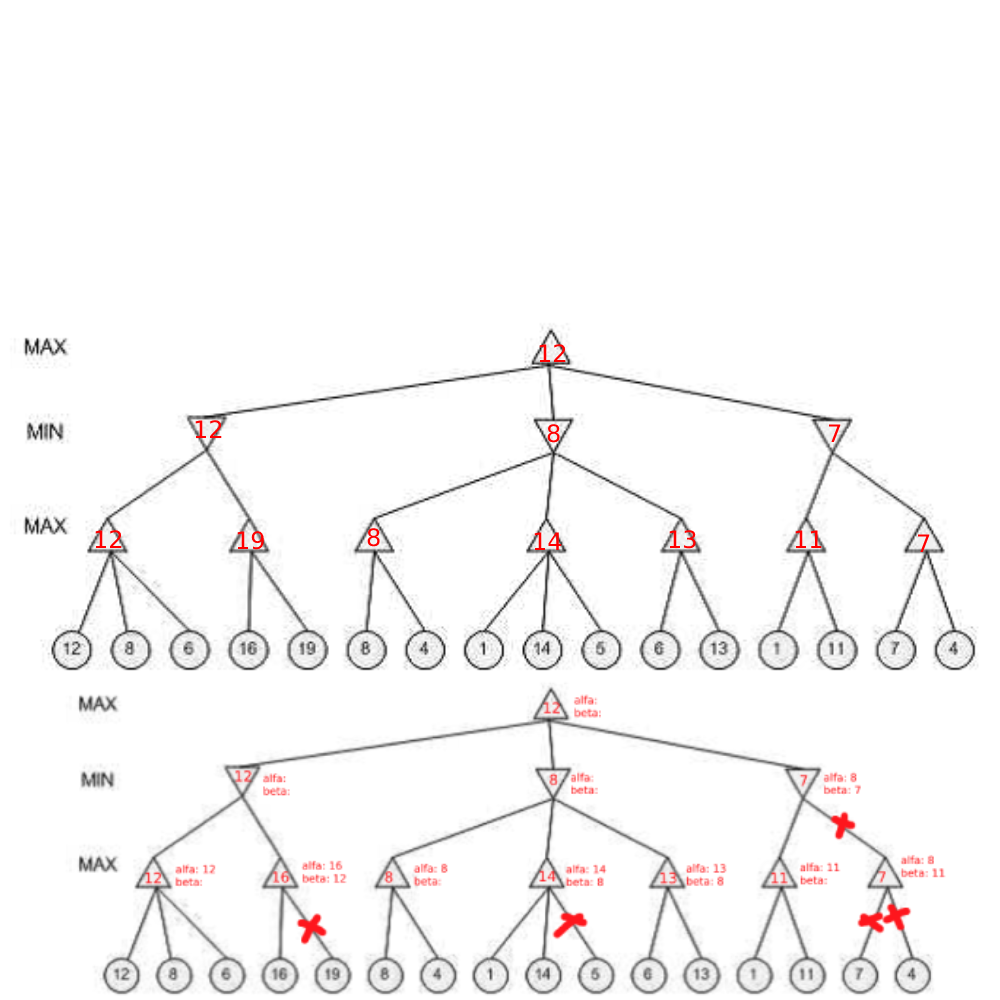 MAX 12
MIN 12 8 7
MAX 12 19 8 14 13 11 7
12 8 6 16 19 8 4 1 14 5 6 13 1 11 7 4
MAX 12 alfa:
beta:
MIN 12 alfa: 8 alfa: 7 alfa: 8
beta: beta: beta: 7
MAX 12 alfa: 12 16 alfa: 16 8 alfa: 8 14 alfa: 14 13 alfa: 13 11 alfa: 11 7 alfa: 8
beta: beta: 12 beta: beta: 8 beta: 8 beta: beta: 11
12 8 6 16 19 8 4 1 14 5 6 13 1 11 7 4